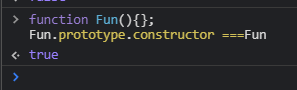 function Fun(){};
Fun.prototype.constructor ===Fun
true